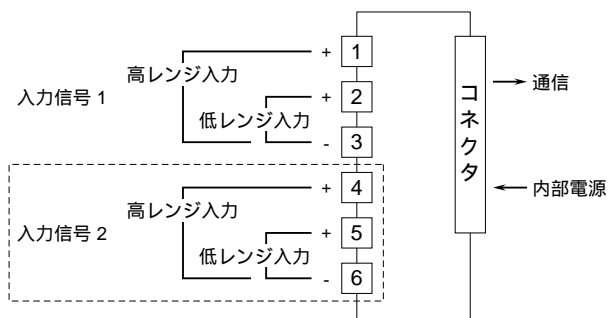 入力信号 1
高レンジ入力
低レンジ入力
+ 1
+ 2
- 3
入力信号 2
高レンジ入力
低レンジ入力
+ 4
+ 5
- 6
コネクタ
通信
内部電源